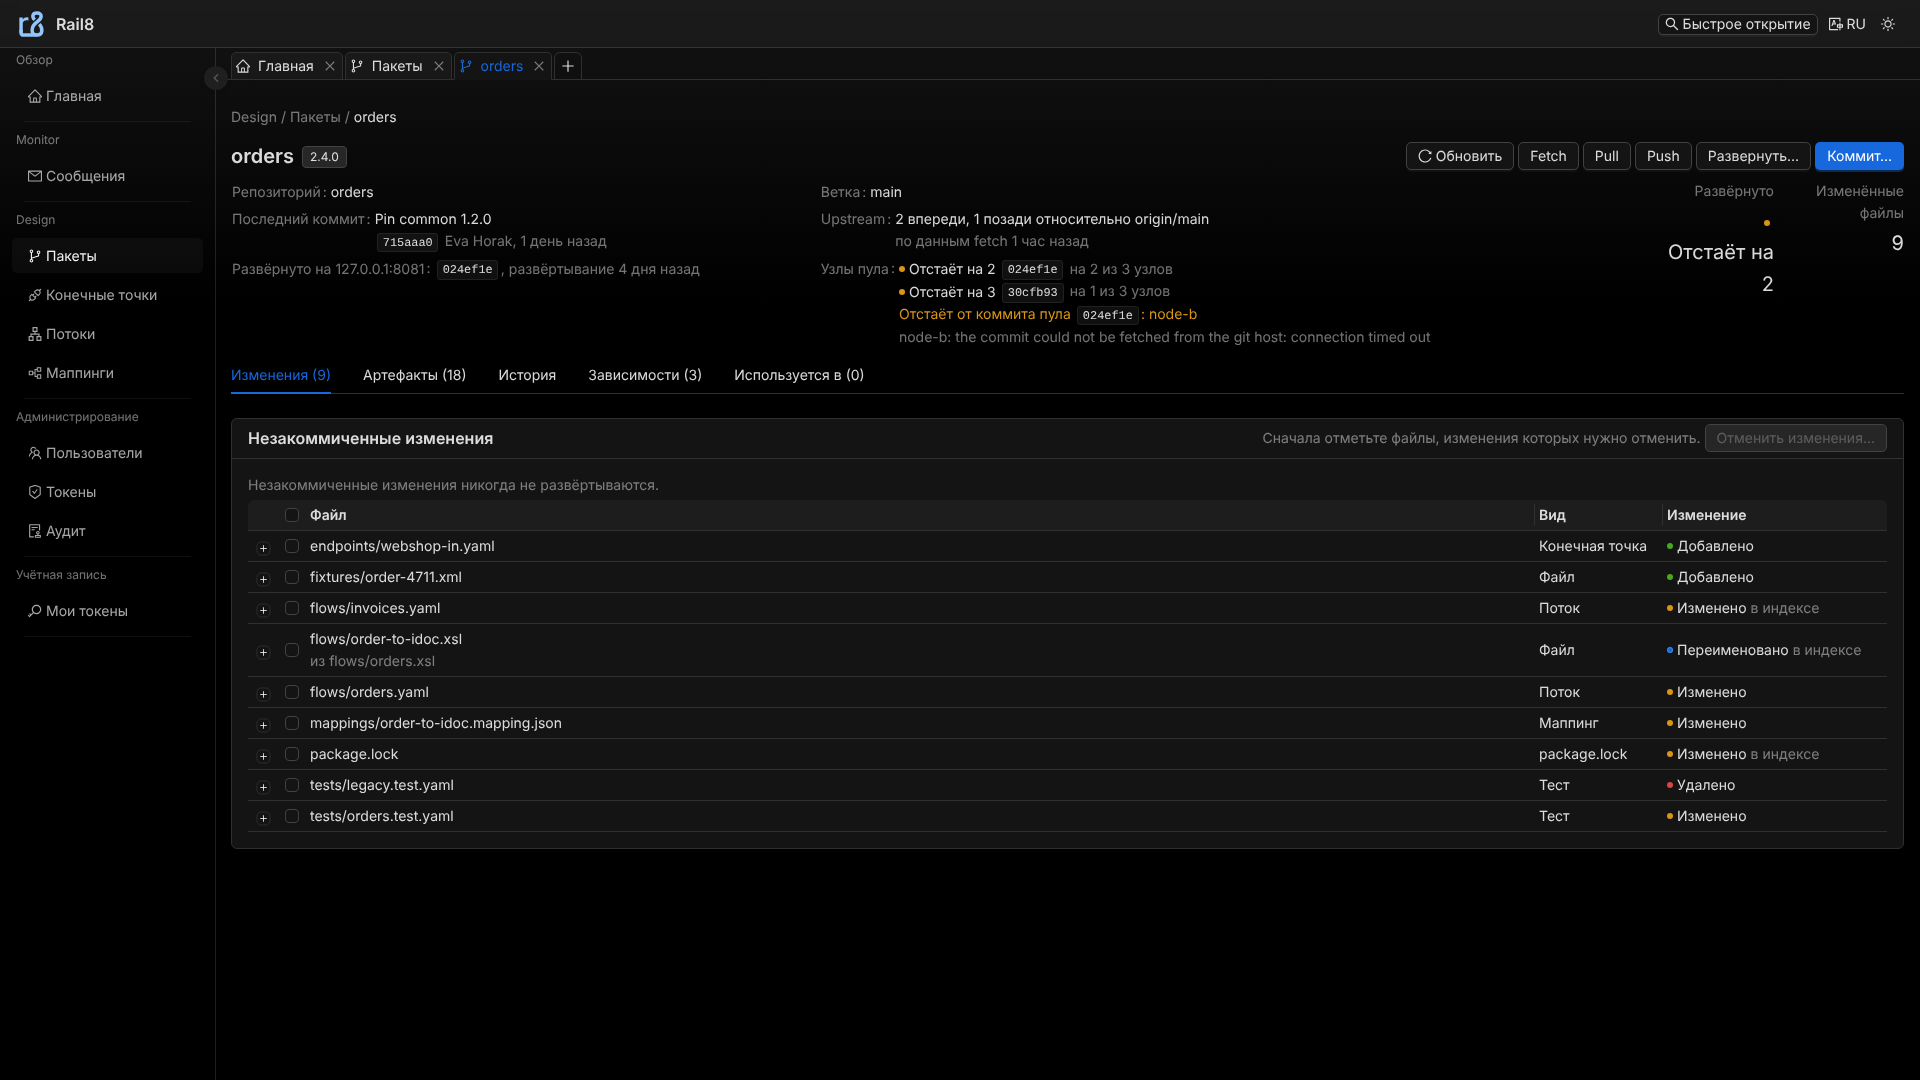 Rail8
Быстрое открытие
RU
Обзор
Главная
Monitor
Сообщения
Design
Пакеты
Конечные точки
Потоки
Маппинги
Администрирование
Пользователи
Токены
Аудит
Учётная запись
Мои токены
Главная
Пакеты
orders
Design / Пакеты / orders
orders 2.4.0
Обновить
Fetch
Pull
Push
Развернуть...
Коммит...
Репозиторий: orders
Последний коммит: Pin common 1.2.0
715aaa0 Eva Horak, 1 день назад
Развёрнуто на 127.0.0.1:8081: 024ef1e, развёртывание 4 дня назад
Ветка: main
Upstream: 2 впереди, 1 позади относительно origin/main
по данным fetch 1 час назад
Узлы пула: Отстаёт на 2 024ef1e на 2 из 3 узлов
Отстаёт на 3 30cfb93 на 1 из 3 узлов
Отстаёт от коммита пула 024ef1e: node-b
node-b: the commit could not be fetched from the git host: connection timed out
Развёрнуто
Отстаёт на
2
Изменённые
файлы
9
Изменения (9)
Артефакты (18)
История
Зависимости (3)
Используется в (0)
Незакоммиченные изменения
Сначала отметьте файлы, изменения которых нужно отменить.
Отменить изменения...
Незакоммиченные изменения никогда не развёртываются.
Файл Вид Изменение
endpoints/webshop-in.yaml Конечная точка Добавлено
fixtures/order-4711.xml Файл Добавлено
flows/invoices.yaml Поток Изменено в индексе
flows/order-to-idoc.xsl
из flows/orders.xsl
Файл Переименовано в индексе
flows/orders.yaml Поток Изменено
mappings/order-to-idoc.mapping.json Маппинг Изменено
package.lock package.lock Изменено в индексе
tests/legacy.test.yaml Тест Удалено
tests/orders.test.yaml Тест Изменено